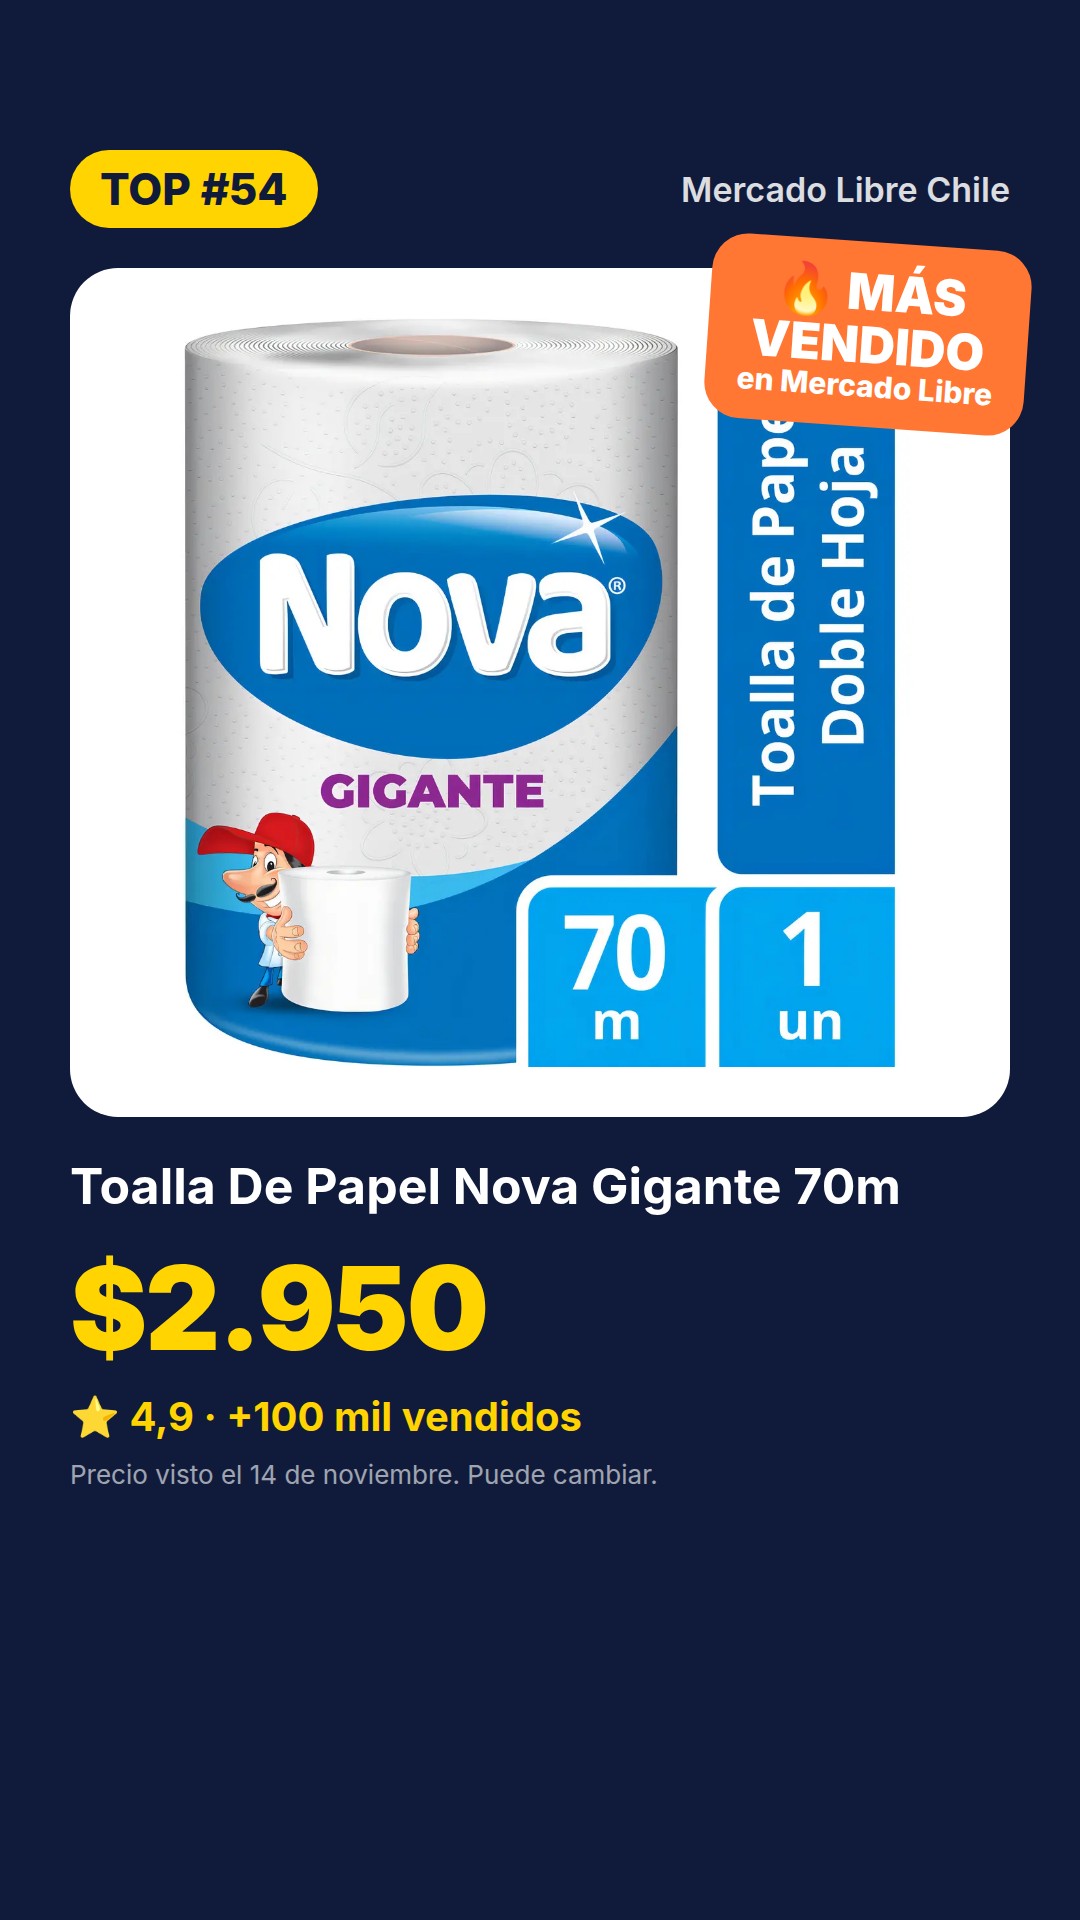 TOP #54
Mercado Libre Chile
🔥 MÁS
VENDIDO
en Mercado Libre
Nova®
GIGANTE
Toalla de Pape
Doble Hoja
70
m
1
un
Toalla De Papel Nova Gigante 70m
$2.950
⭐ 4,9 · +100 mil vendidos
Precio visto el 14 de noviembre. Puede cambiar.